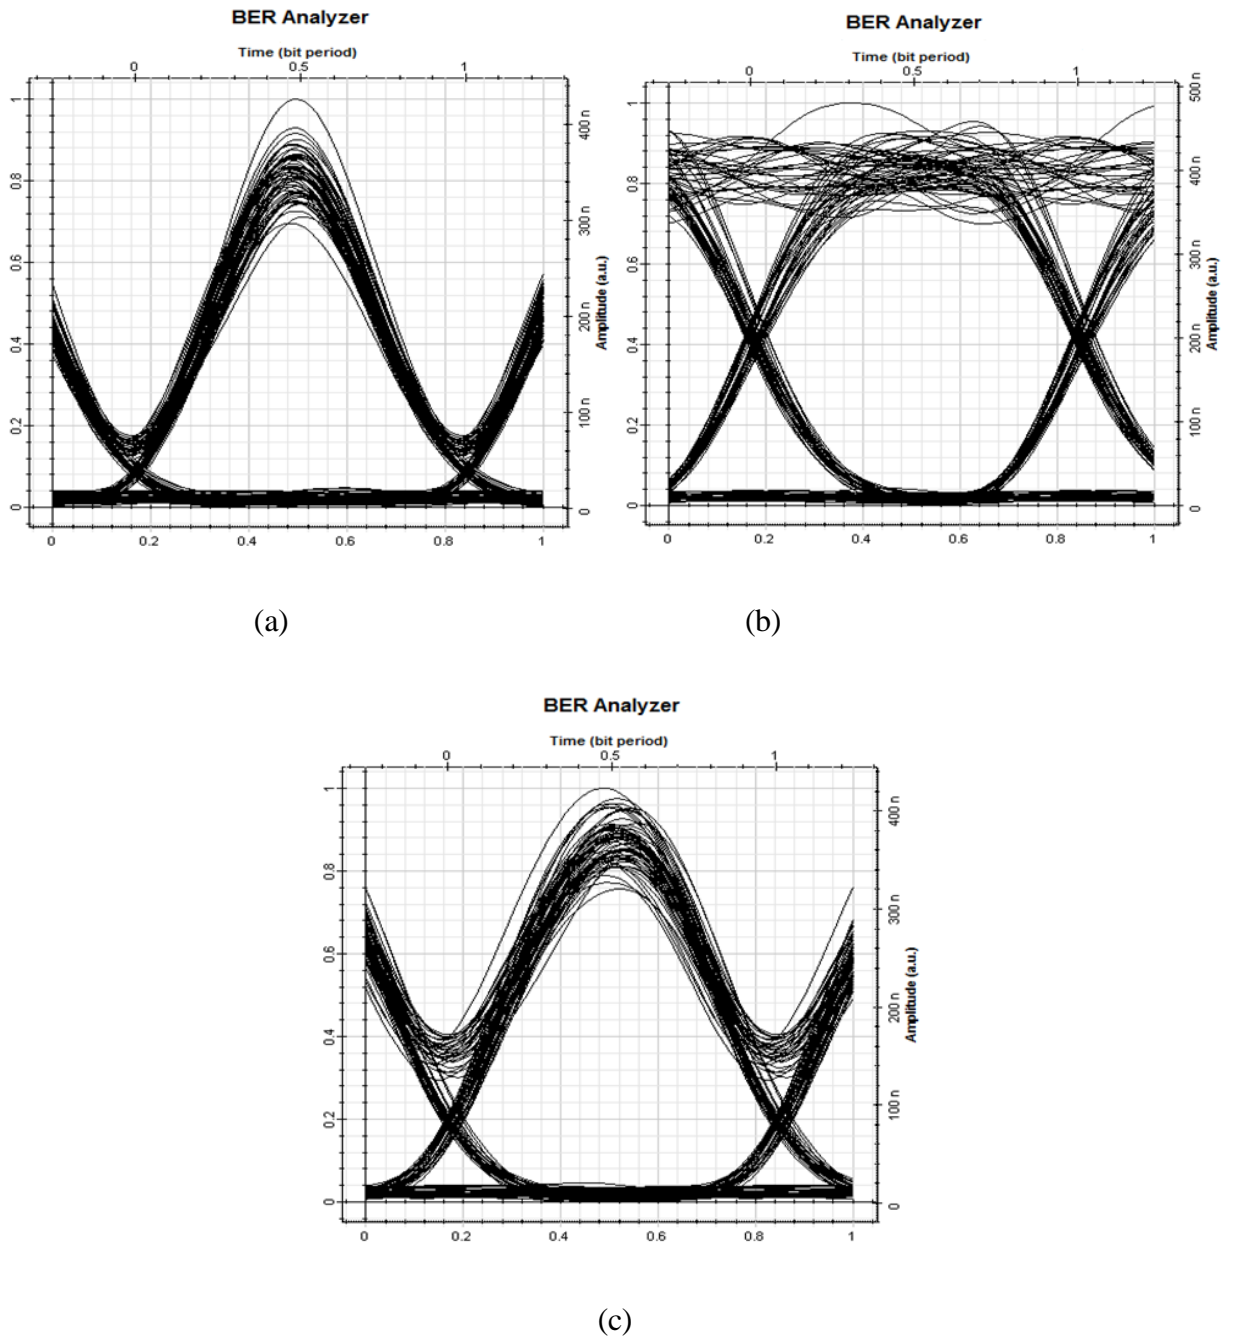 BER Analyzer
Time (bit period)
0 0.5 1
1
0.8
0.6
0.4
0.2
0
400 n
300 n
200 n
100 n
0
Amplitude (a.u.)
0 0.2 0.4 0.6 0.8 1
(a)
BER Analyzer
Time (bit period)
0 0.5 1
1
0.8
0.6
0.4
0.2
0
500 n
400 n
300 n
200 n
100 n
0
Amplitude (a.u.)
0 0.2 0.4 0.6 0.8 1
(b)
BER Analyzer
Time (bit period)
0 0.5 1
1
0.8
0.6
0.4
0.2
0
400 n
300 n
200 n
100 n
0
Amplitude (a.u.)
0 0.2 0.4 0.6 0.8 1
(c)